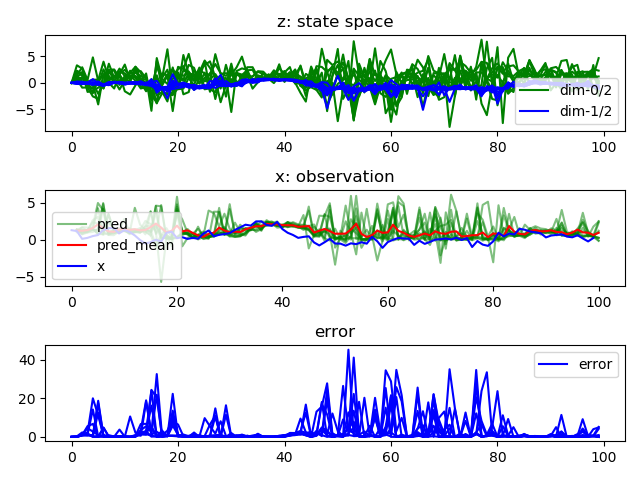 z: state space
5
0
−5
dim-0/2
dim-1/2
0 20 40 60 80 100
x: observation
5
0
−5
pred
pred_mean
x
0 20 40 60 80 100
error
40
20
0
error
0 20 40 60 80 100